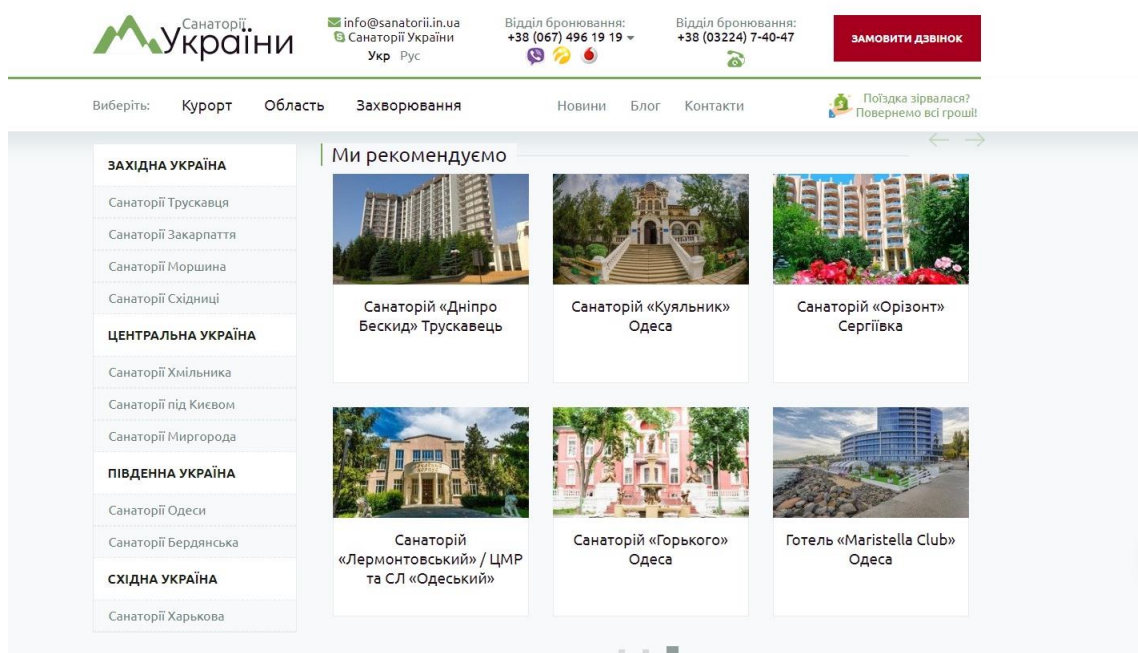 Санаторії
України
info@sanatorii.in.ua
Санаторії України
Укр Рус
Відділ бронювання:
+38 (067) 496 19 19
Відділ бронювання:
+38 (03224) 7-40-47
ЗАМОВИТИ ДЗВІНОК
Виберіть: Курорт Область Захворювання Новини Блог Контакти
Поїздка зірвалася?
Повернемо всі гроші!
ЗАХІДНА УКРАЇНА
Санаторії Трускавця
Санаторії Закарпаття
Санаторії Моршина
Санаторії Східниці
ЦЕНТРАЛЬНА УКРАЇНА
Санаторії Хмільника
Санаторії під Києвом
Санаторії Миргорода
ПІВДЕННА УКРАЇНА
Санаторії Одеси
Санаторії Бердянська
СХІДНА УКРАЇНА
Санаторії Харькова
Ми рекомендуємо
Санаторій «Дніпро
Бескид» Трускавець
Санаторій «Куяльник»
Одеса
Санаторій «Орізонт»
Сергіївка
Санаторій
«Лермонтовський» / ЦМР
та СЛ «Одеський»
Санаторій «Горького»
Одеса
Готель «Maristella Club»
Одеса